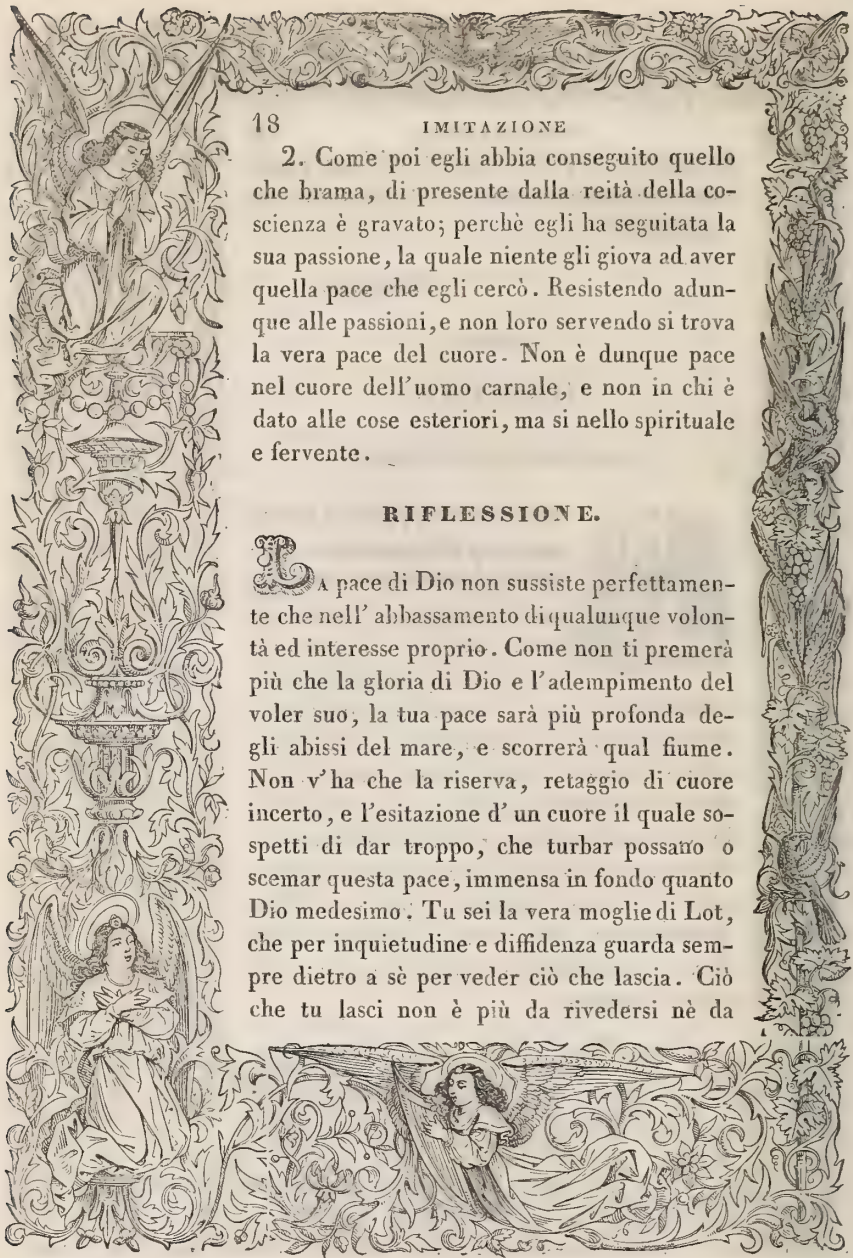 18 IMITAZIONE
2. Come poi egli abbia conseguito quello
che brama, di presente dalla reità della co-
scienza è gravato; perchè egli ha seguitata la
sua passione, la quale niente gli giova ad aver
quella pace che egli cercò. Resistendo adun-
que alle passioni, e non loro servendo si trova
la vera pace del cuore. Non è dunque pace
nel cuore dell'uomo carnale, e non in chi è
dato alle cose esteriori, ma si nello spirituale
e fervente.
RIFLESSIONE.
LA pace di Dio non sussiste perfettamen-
te che nell' abbassamento di qualunque volon-
tà ed interesse proprio. Come non ti premerà
più che la gloria di Dio e l'adempimento del
voler suo, la tua pace sarà più profonda de-
gli abissi del mare, e scorrerà qual fiume.
Non v'ha che la riserva, retaggio di cuore
incerto, e l'esitazione d' un cuore il quale so-
spetti di dar troppo, che turbar possano o
scemar questa pace, immensa in fondo quanto
Dio medesimo. Tu sei la vera moglie di Lot,
che per inquietudine e diffidenza guarda sem-
pre dietro a sè per veder ciò che lascia. Ciò
che tu lasci non è più da rivedersi nè da